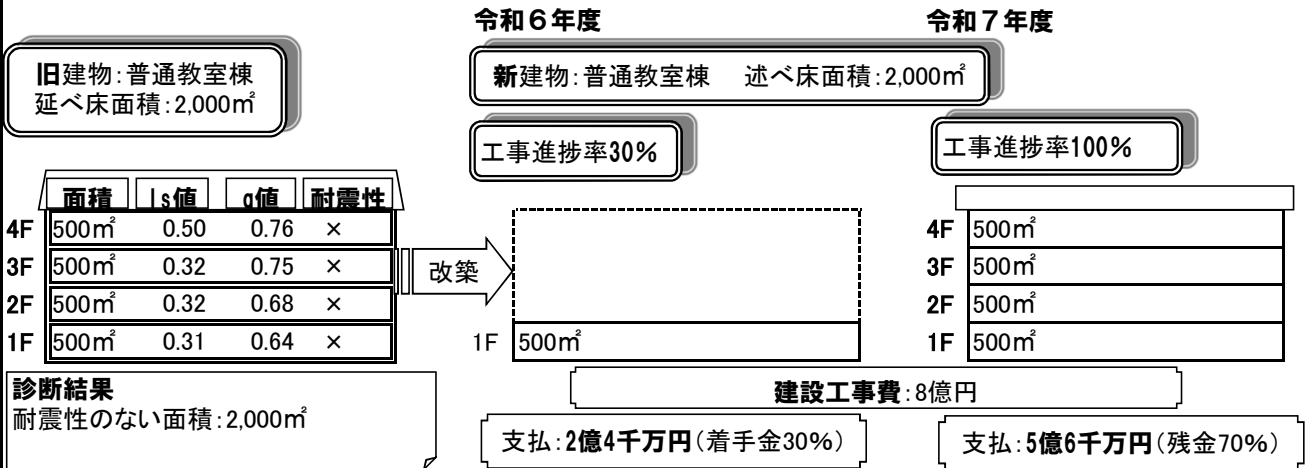 令和６年度
令和７年度
旧建物：普通教室棟
延べ床面積：2,000㎡
新建物：普通教室棟　述べ床面積：2,000㎡
工事進捗率30％
工事進捗率100％
面積 Is値 q値 耐震性
4F 500㎡ 0.50 0.76 ×
3F 500㎡ 0.32 0.75 ×
2F 500㎡ 0.32 0.68 ×
1F 500㎡ 0.31 0.64 ×
改築
1F 500㎡
4F 500㎡
3F 500㎡
2F 500㎡
1F 500㎡
診断結果
耐震性のない面積：2,000㎡
建設工事費：8億円
支払：2億4千万円（着手金30％）
支払：5億6千万円（残金70％）